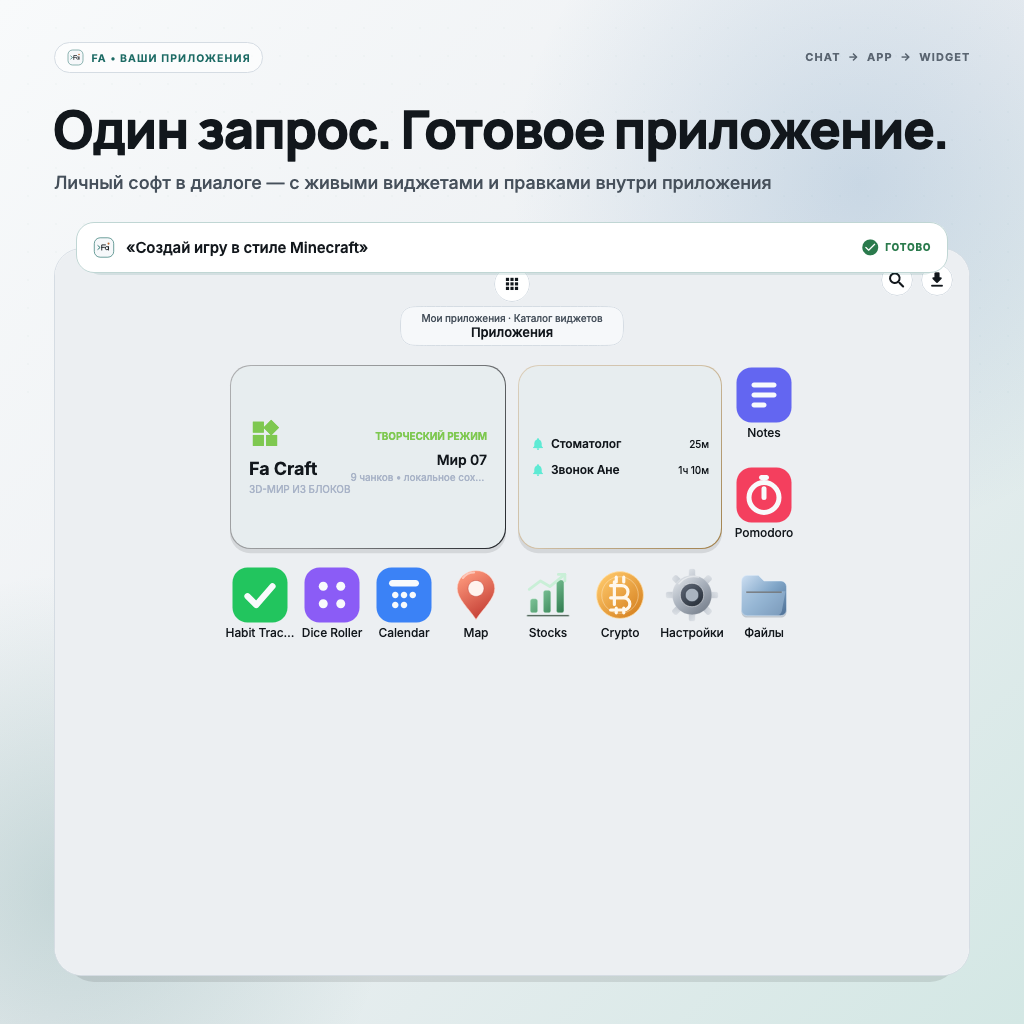 FA • ВАШИ ПРИЛОЖЕНИЯ
CHAT → APP → WIDGET
Один запрос. Готовое приложение.
Личный софт в диалоге — с живыми виджетами и правками внутри приложения
Fa «Создай игру в стиле Minecraft»
ГОТОВО
Мои приложения · Каталог виджетов
Приложения
ТВОРЧЕСКИЙ РЕЖИМ
Fa Craft
Мир 07
3D-МИР ИЗ БЛОКОВ
9 чанков • локальное сох...
Стоматолог 25м
Звонок Ане 1ч 10м
Notes
Pomodoro
Habit Trac...
Dice Roller
Calendar
Map
Stocks
Crypto
Настройки
Файлы